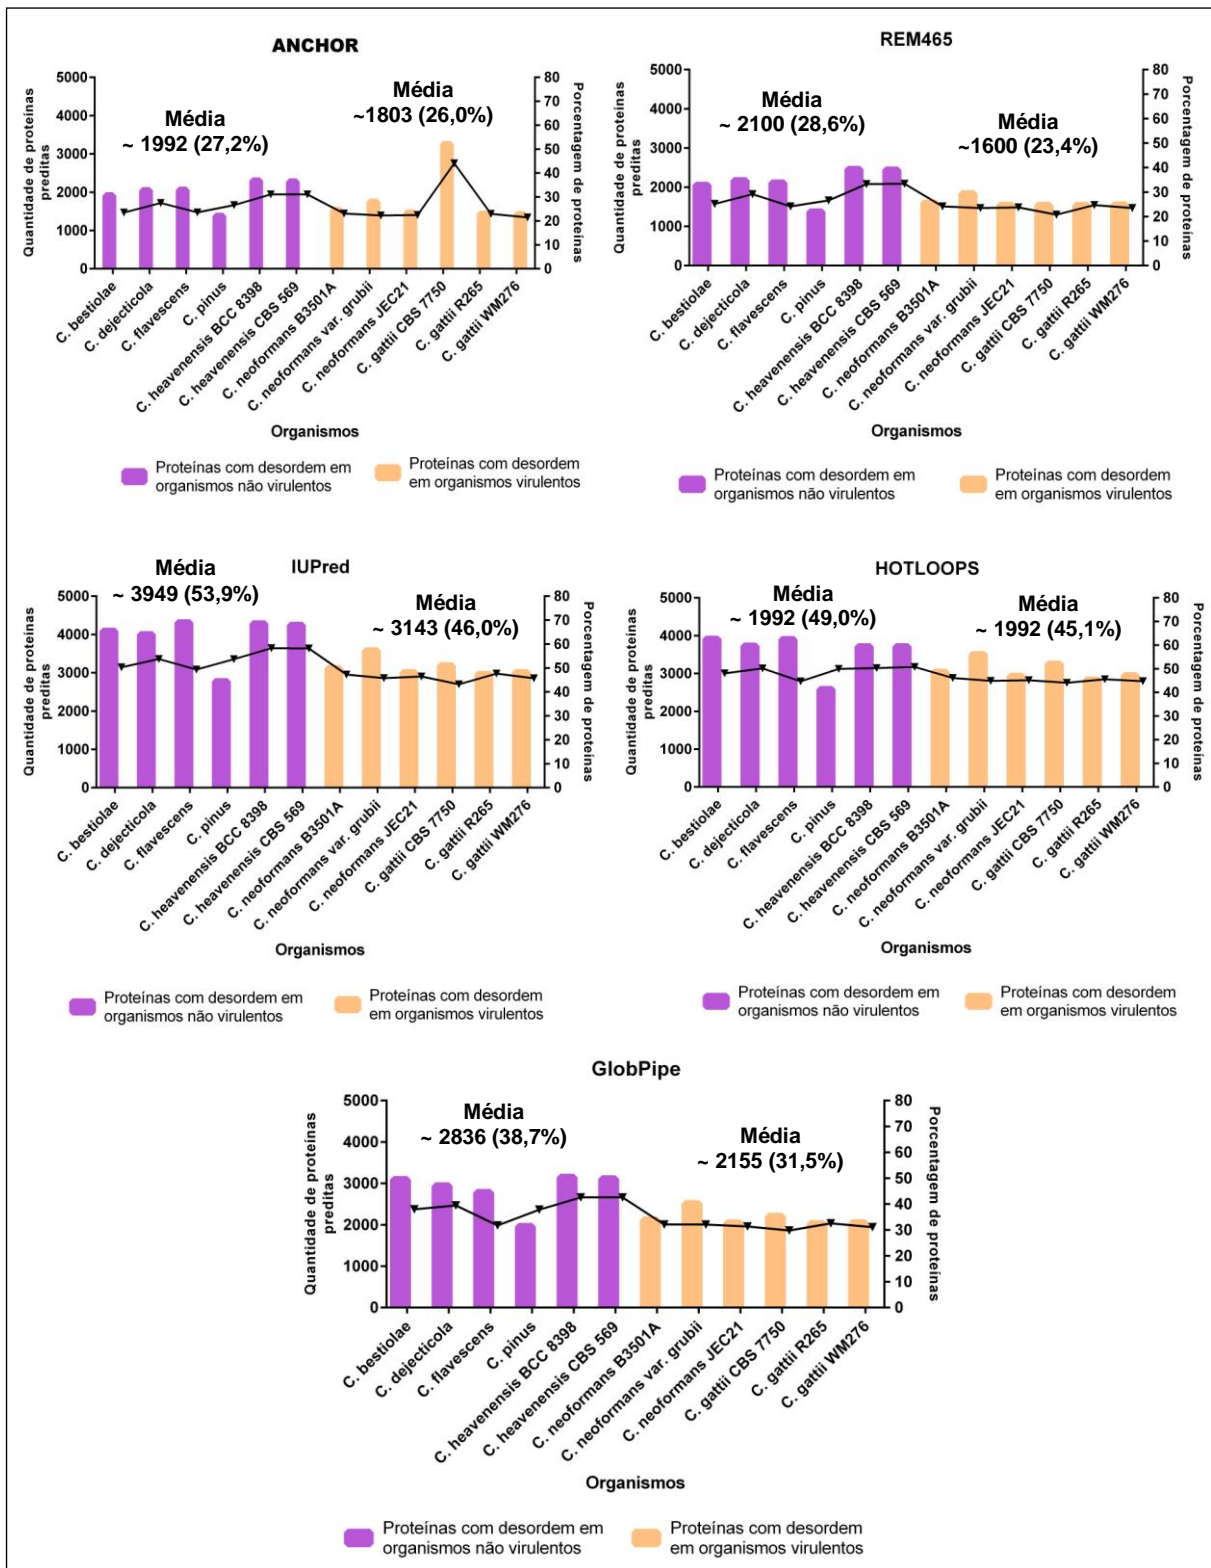 ANCHOR
Quantidade de proteínas
preditas
5000
4000
3000
2000
1000
0
Média
~ 1992 (27,2%)
Média
~1803 (26,0%)
80
70
60
50
40
30
20
10
0
Porcentagem de proteínas
C. bestiolae
C. dejecticola
C. flavescens
C. pinus
C. heavenensis BCC 8398
C. heavenensis CBS 569
C. neoformans B3501A
C. neoformans var. grubii
C. neoformans JEC21
C. gattii CBS 7750
C. gattii R265
C. gattii WM276
Organismos
Proteínas com desordem em
organismos não virulentos
Proteínas com desordem
em organismos virulentos
REM465
Quantidade de proteínas
preditas
5000
4000
3000
2000
1000
0
Média
~ 2100 (28,6%)
Média
~1600 (23,4%)
80
70
60
50
40
30
20
10
0
Porcentagem de proteínas
C. bestiolae
C. dejecticola
C. flavescens
C. pinus
C. heavenensis BCC 8398
C. heavenensis CBS 569
C. neoformans B3501A
C. neoformans var. grubii
C. neoformans JEC21
C. gattii CBS 7750
C. gattii R265
C. gattii WM276
Organismos
Proteínas com desordem em
organismos não virulentos
Proteínas com desordem
em organismos virulentos
IUPred
Quantidade de proteínas
preditas
5000
4000
3000
2000
1000
0
Média
~ 3949 (53,9%)
Média
~ 3143 (46,0%)
80
70
60
50
40
30
20
10
0
Porcentagem de proteínas
C. bestiolae
C. dejecticola
C. flavescens
C. pinus
C. heavenensis BCC 8398
C. heavenensis CBS 569
C. neoformans B3501A
C. neoformans var. grubii
C. neoformans JEC21
C. gattii CBS 7750
C. gattii R265
C. gattii WM276
Organismos
Proteínas com desordem em
organismos não virulentos
Proteínas com desordem
em organismos virulentos
HOTLOOPS
Quantidade de proteínas
preditas
5000
4000
3000
2000
1000
0
Média
~ 1992 (49,0%)
Média
~ 1992 (45,1%)
80
70
60
50
40
30
20
10
0
Porcentagem de proteínas
C. bestiolae
C. dejecticola
C. flavescens
C. pinus
C. heavenensis BCC 8398
C. heavenensis CBS 569
C. neoformans B3501A
C. neoformans var. grubii
C. neoformans JEC21
C. gattii CBS 7750
C. gattii R265
C. gattii WM276
Organismos
Proteínas com desordem em
organismos não virulentos
Proteínas com desordem
em organismos virulentos
GlobPipe
Quantidade de proteínas
preditas
5000
4000
3000
2000
1000
0
Média
~ 2836 (38,7%)
Média
~ 2155 (31,5%)
80
70
60
50
40
30
20
10
0
Porcentagem de proteínas
C. bestiolae
C. dejecticola
C. flavescens
C. pinus
C. heavenensis BCC 8398
C. heavenensis CBS 569
C. neoformans B3501A
C. neoformans var. grubii
C. neoformans JEC21
C. gattii CBS 7750
C. gattii R265
C. gattii WM276
Organismos
Proteínas com desordem em
organismos não virulentos
Proteínas com desordem
em organismos virulentos